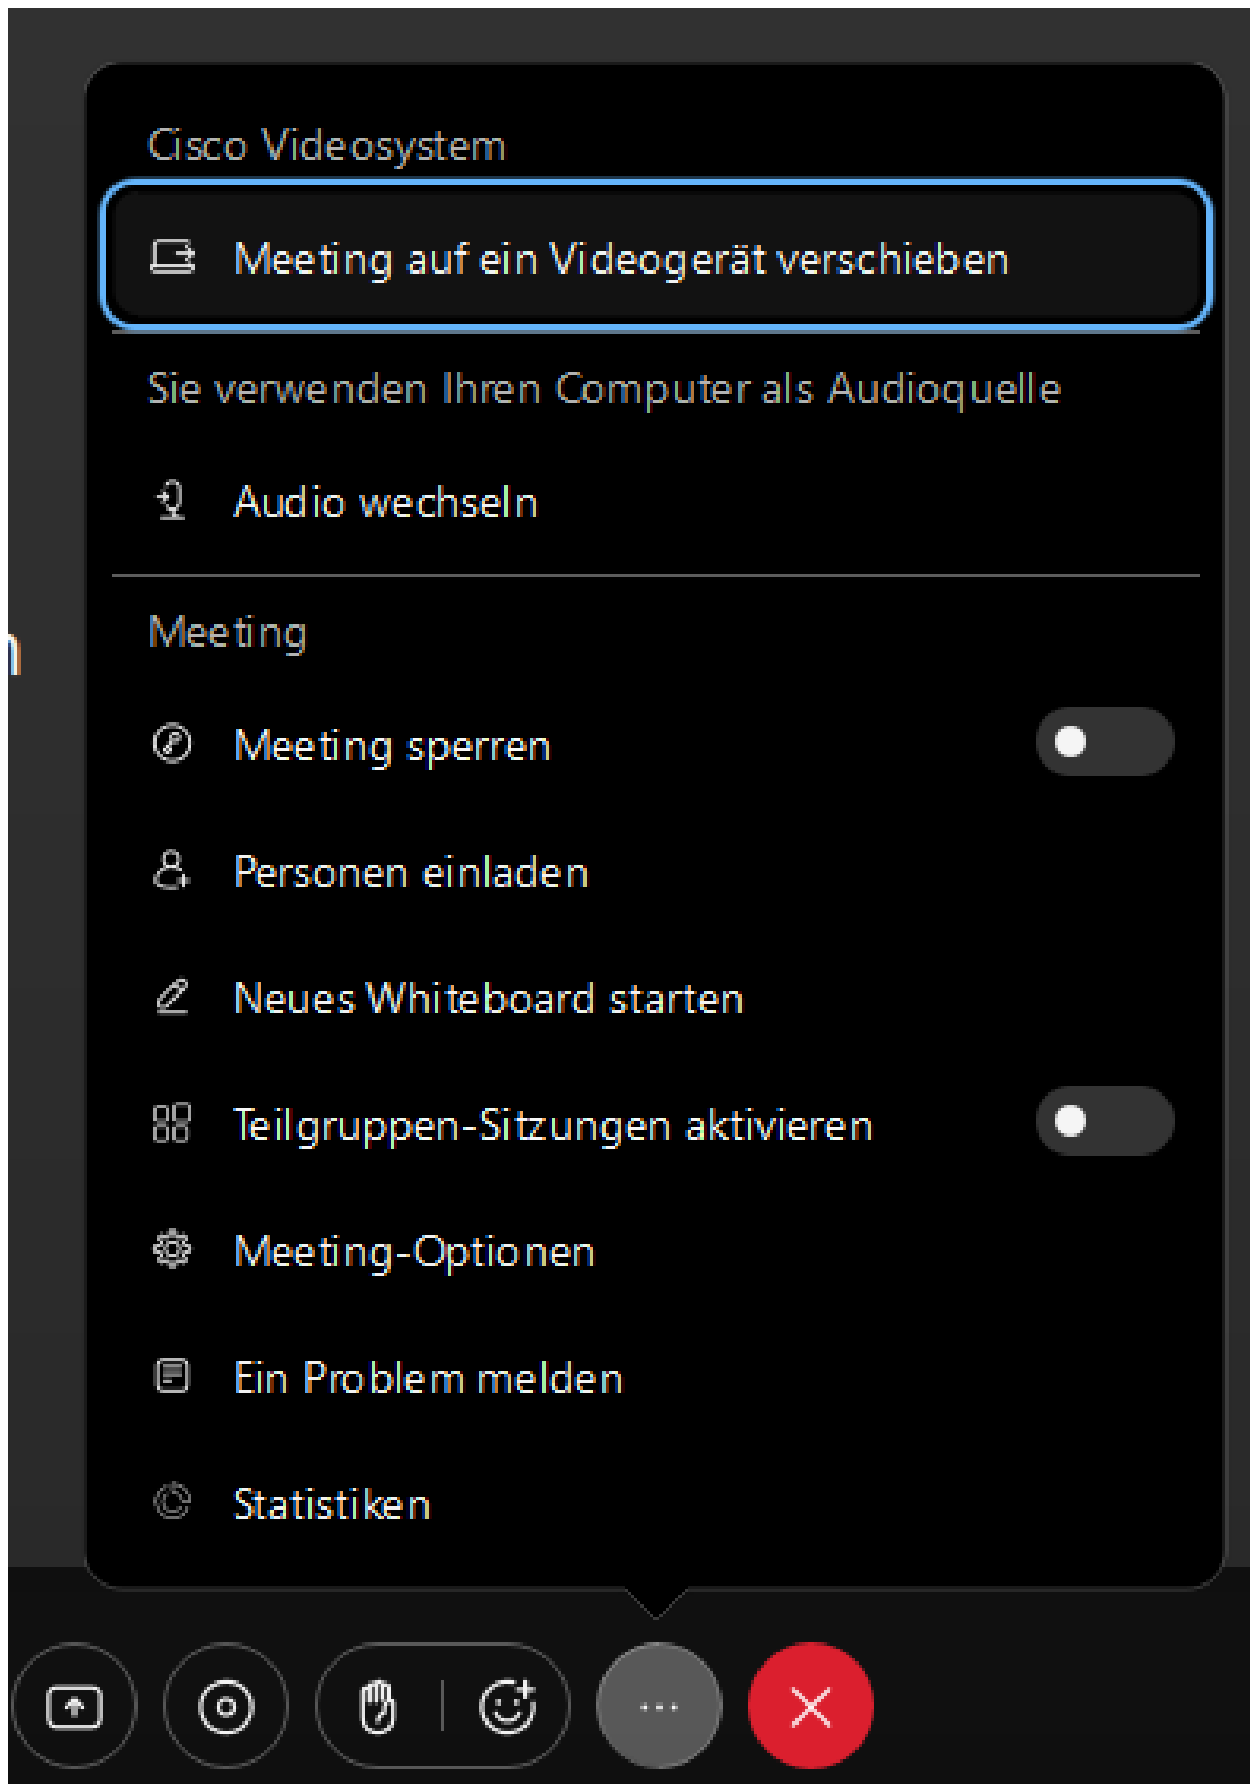 Cisco Videosystem
Meeting auf ein Videogerät verschieben
Sie verwenden Ihren Computer als Audioquelle
Audio wechseln
Meeting
Meeting sperren
Personen einladen
Neues Whiteboard starten
Teilgruppen-Sitzungen aktivieren
Meeting-Optionen
Ein Problem melden
Statistiken